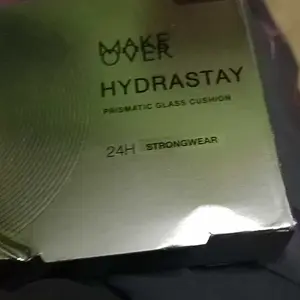 MAKE
OVER
HYDRASTAY
PRISMATIC GLASS CUSHION
24H STRONGWEAR